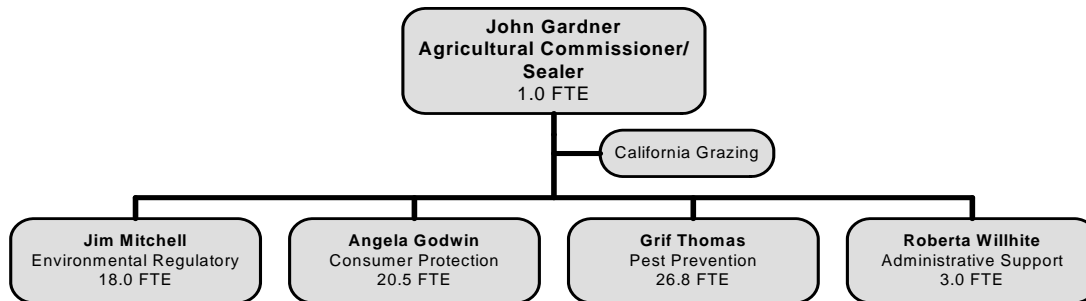 John Gardner
Agricultural Commissioner/
Sealer
1.0 FTE
California Grazing
Jim Mitchell
Environmental Regulatory
18.0 FTE
Angela Godwin
Consumer Protection
20.5 FTE
Grif Thomas
Pest Prevention
26.8 FTE
Roberta Willhite
Administrative Support
3.0 FTE